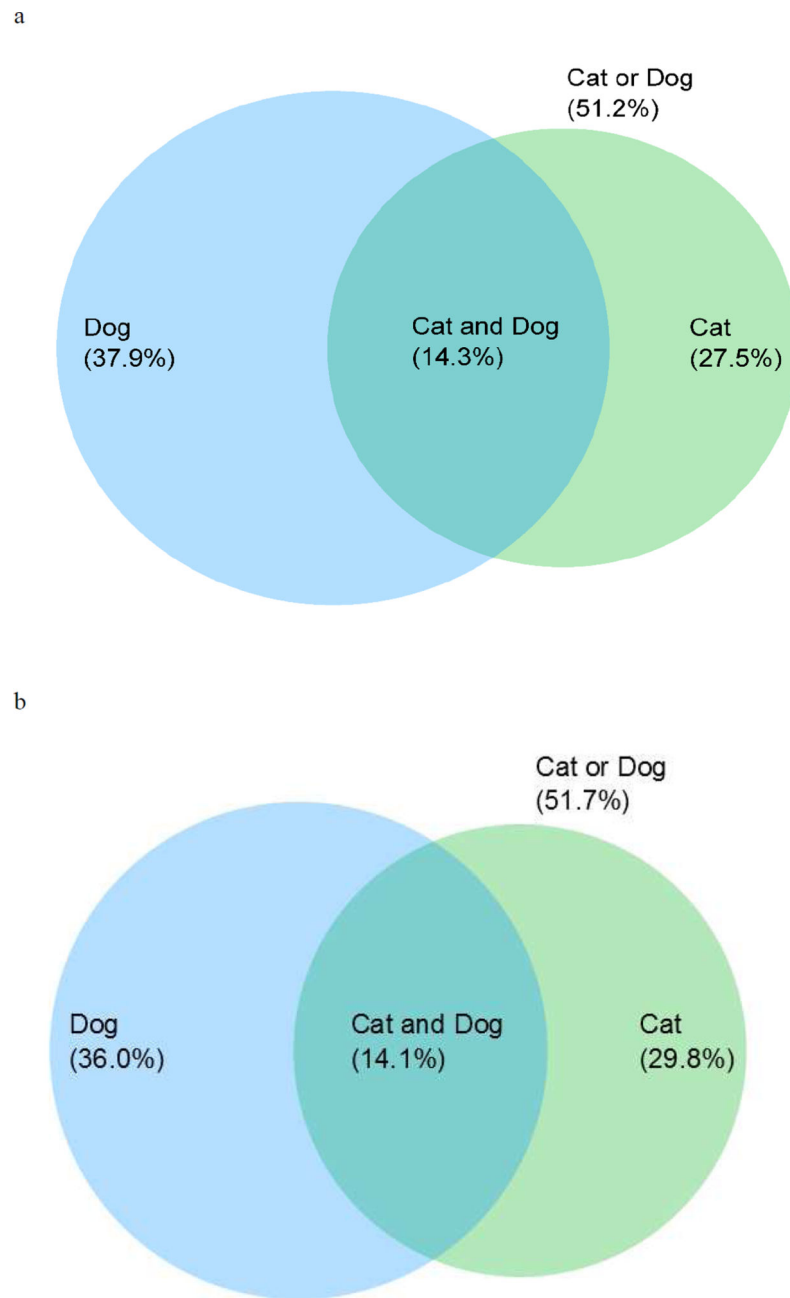 a
Cat or Dog
(51.2%)
Dog
(37.9%)
Cat and Dog
(14.3%)
Cat
(27.5%)
b
Cat or Dog
(51.7%)
Dog
(36.0%)
Cat and Dog
(14.1%)
Cat
(29.8%)